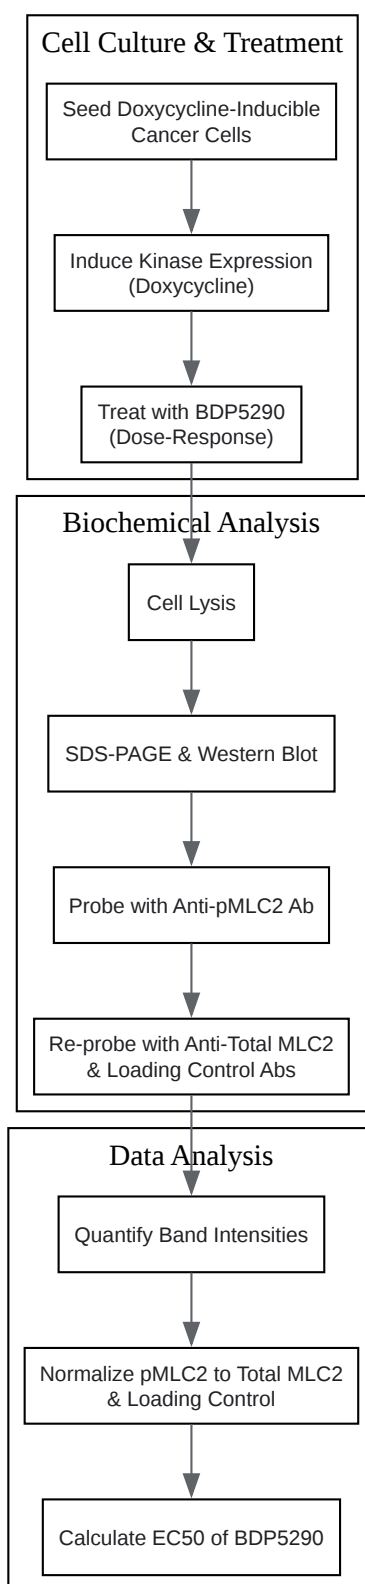 Cell Culture & Treatment
Seed Doxycycline-Inducible
Cancer Cells
Induce Kinase Expression
(Doxycycline)
Treat with BDP5290
(Dose-Response)
Biochemical Analysis
Cell Lysis
SDS-PAGE & Western Blot
Probe with Anti-pMLC2 Ab
Re-probe with Anti-Total MLC2
& Loading Control Abs
Data Analysis
Quantify Band Intensities
Normalize pMLC2 to Total MLC2
& Loading Control
Calculate EC50 of BDP5290